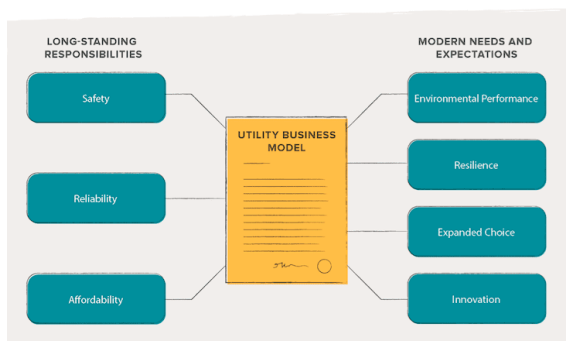 LONG-STANDING
RESPONSIBILITIES
Safety
Reliability
Affordability
UTILITY BUSINESS
MODEL
MODERN NEEDS AND
EXPECTATIONS
Environmental Performance
Resilience
Expanded Choice
Innovation